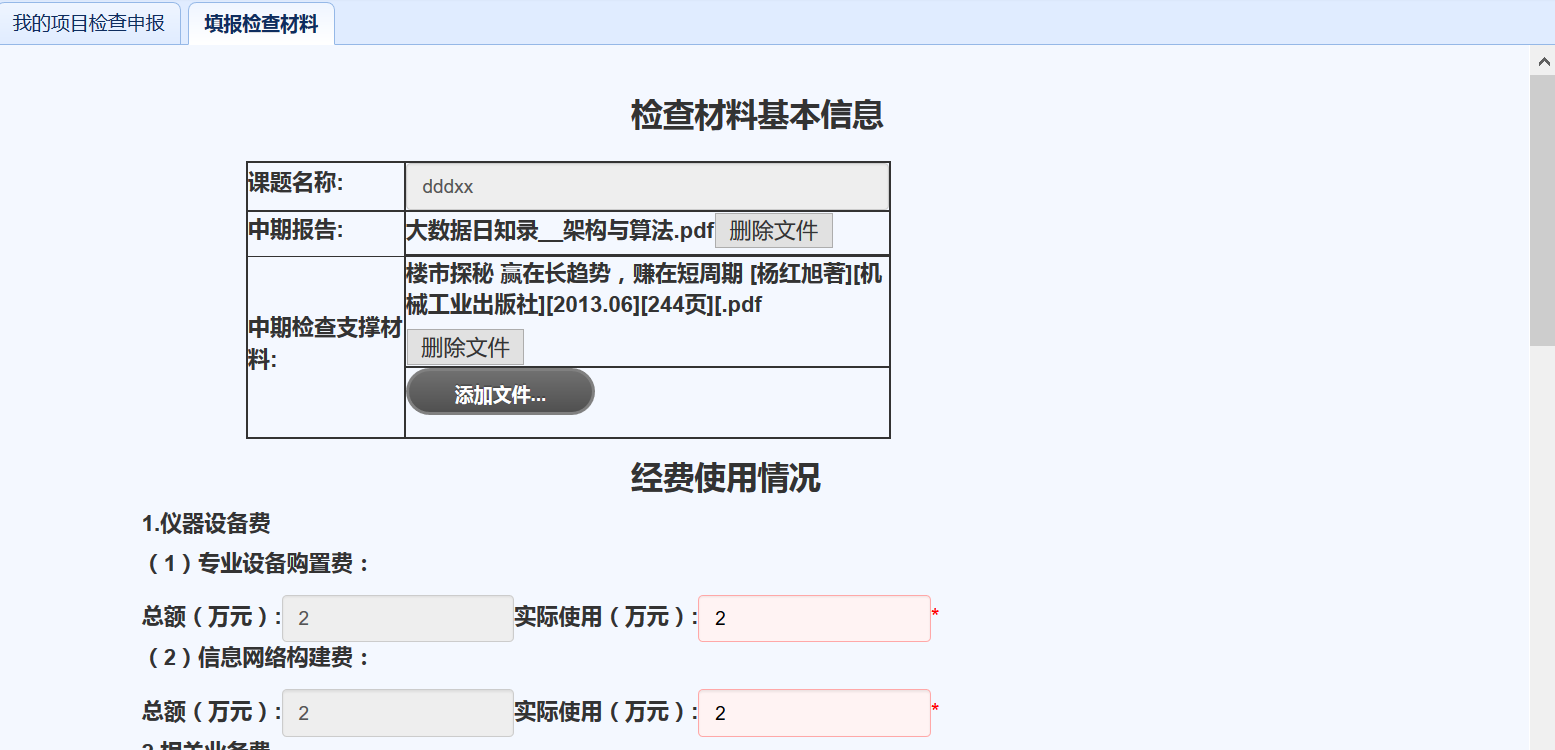 我的项目检查申报 填报检查材料
检查材料基本信息
课题名称: dddxx
中期报告: 大数据日知录__架构与算法.pdf 删除文件
楼市探秘 赢在长趋势，赚在短周期 [杨红旭著][机
械工业出版社][2013.06][244页][.pdf
中期检查支撑材
料:
删除文件
添加文件...
经费使用情况
1.仪器设备费
（1）专业设备购置费：
总额（万元）: 2 实际使用（万元）: 2 *
（2）信息网络构建费：
总额（万元）: 2 实际使用（万元）: 2 *
2.相关业务费